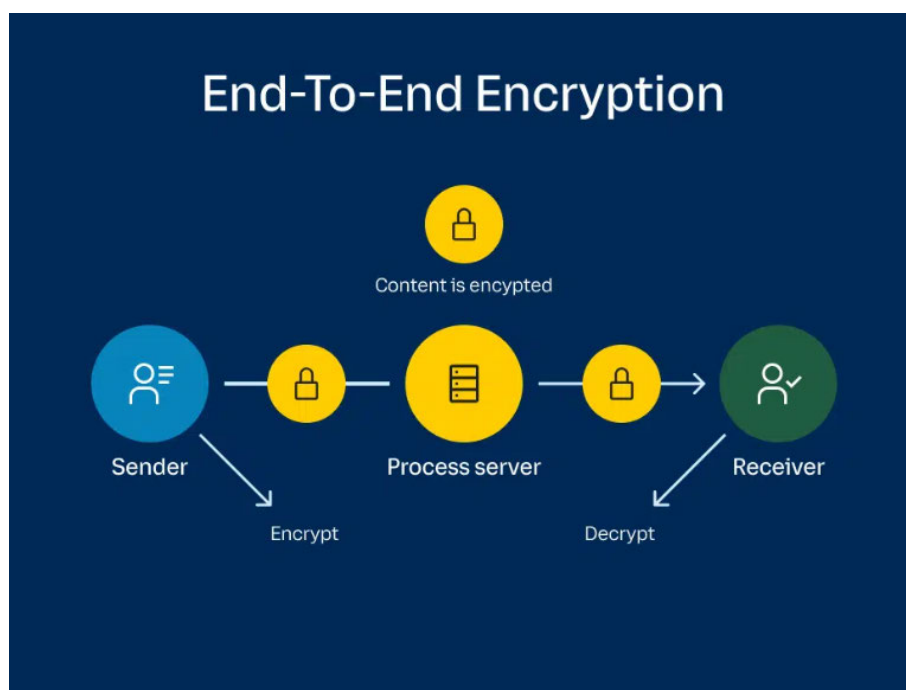 End-To-End Encryption
Content is encypted
Sender
Process server
Receiver
Encrypt
Decrypt